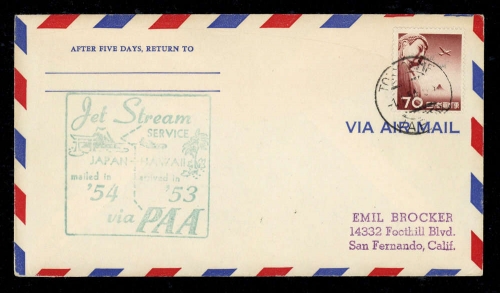 AFTER FIVE DAYS, RETURN TO
Jet Stream
SERVICE
JAPAN HAWAII
mailed in
'54
arrived in
'53
via PAA
70
VIA AIR MAIL
EMIL BROCKER
14332 Foothill Blvd.
San Fernando, Calif.